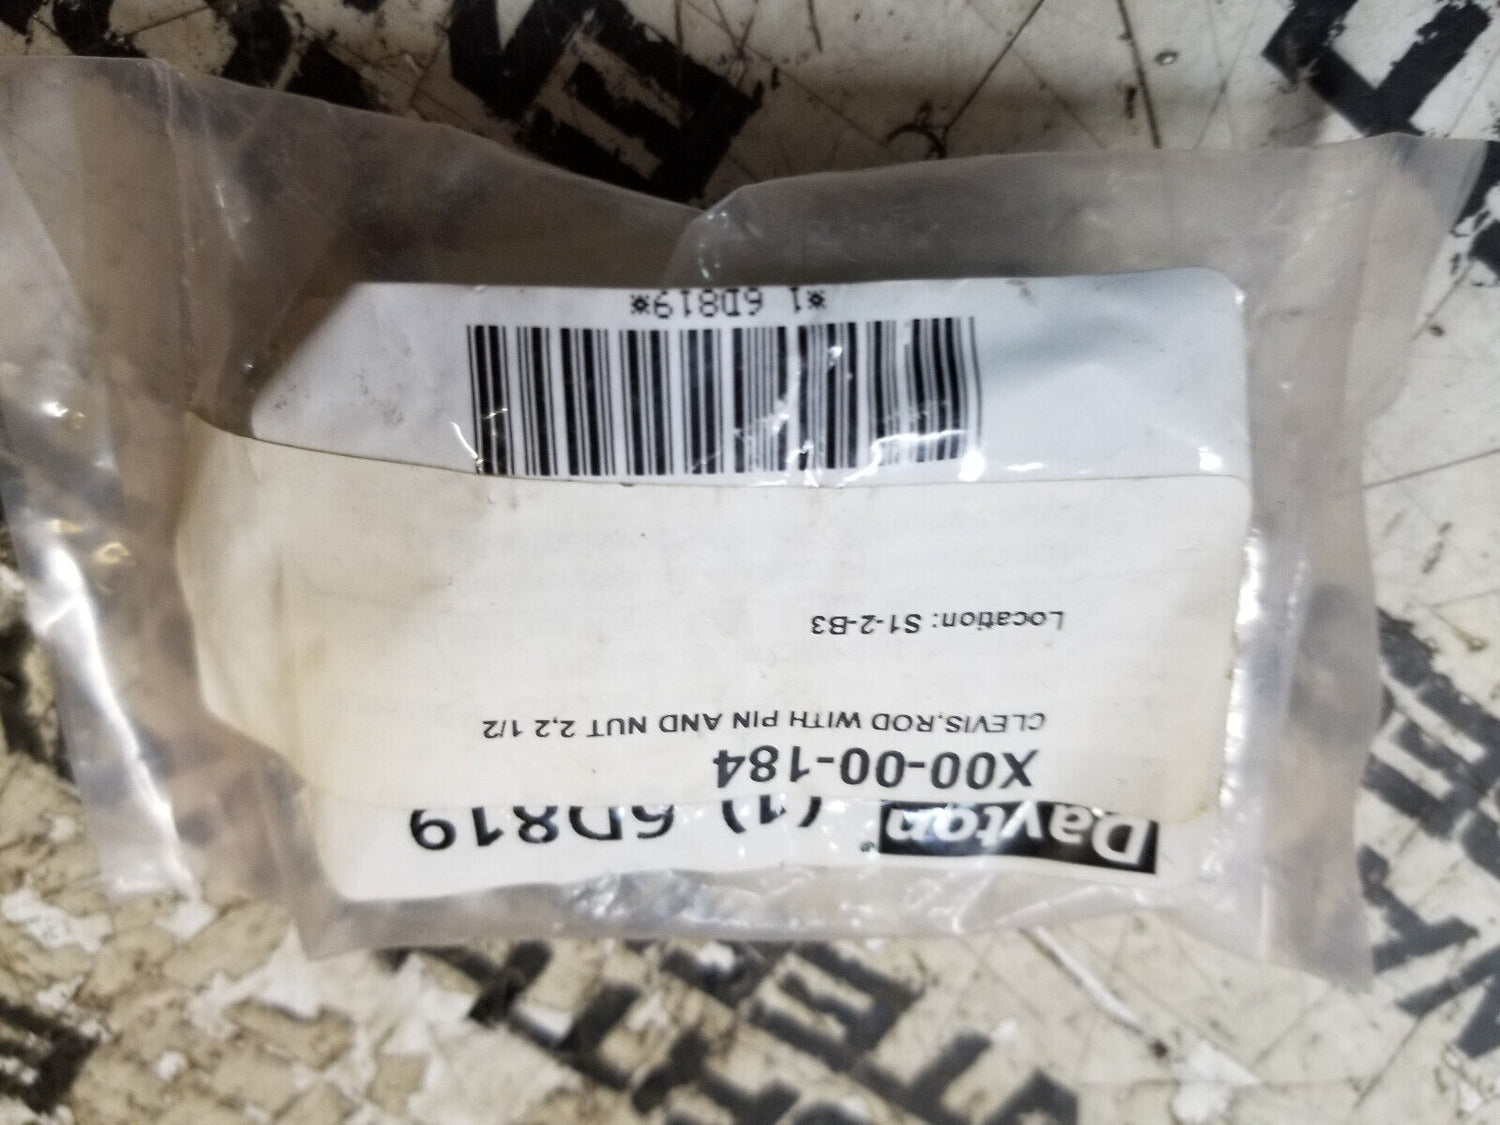 Dayton (1) 6D819
X00-00-184
CLEVIS,ROD WITH PIN AND NUT 2,2 1/2
Location: S1-2-B3
*1 6D819*